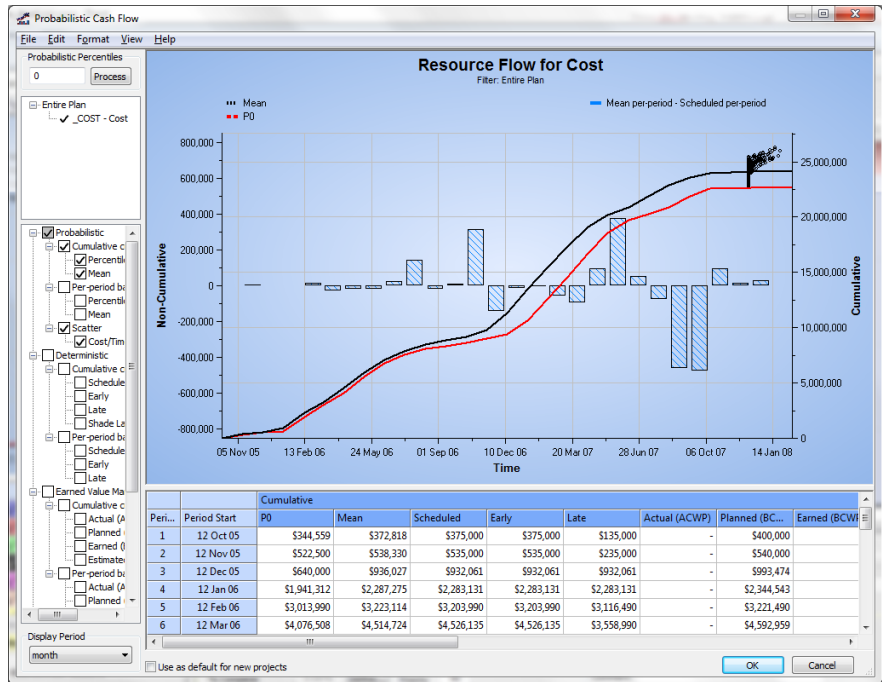 Probabilistic Cash Flow
File Edit Format View Help
Probabilistic Percentiles
0 Process
Entire Plan
_COST - Cost
Probabilistic
Cumulative c
Percentile
Mean
Per-period ba
Percentile
Mean
Scatter
Cost/Tim
Deterministic
Cumulative c
Schedule
Early
Late
Shade La
Per-period ba
Schedule
Early
Late
Earned Value Ma
Cumulative c
Actual (A
Planned
Earned (
Estimate
Per-period ba
Actual (A
Planned
Display Period
month
Resource Flow for Cost
Filter: Entire Plan
Mean
P0
Mean per-period - Scheduled per-period
800,000
600,000
400,000
200,000
0
-200,000
-400,000
-600,000
-800,000
Non-Cumulative
25,000,000
20,000,000
15,000,000
10,000,000
5,000,000
0
Cumulative
05 Nov 05 13 Feb 06 24 May 06 01 Sep 06 10 Dec 06 20 Mar 07 28 Jun 07 06 Oct 07 14 Jan 08
Time
Cumulative
Peri... Period Start P0 Mean Scheduled Early Late Actual (ACWP) Planned (BC... Earned (BCWP
1 12 Oct 05 $344,559 $372,818 $375,000 $375,000 $135,000 - $400,000
2 12 Nov 05 $522,500 $538,330 $535,000 $535,000 $235,000 - $540,000
3 12 Dec 05 $640,000 $936,027 $932,061 $932,061 $932,061 - $993,474
4 12 Jan 06 $1,941,312 $2,287,275 $2,283,131 $2,283,131 $2,283,131 - $2,344,543
5 12 Feb 06 $3,013,990 $3,223,114 $3,203,990 $3,203,990 $3,116,490 - $3,221,490
6 12 Mar 06 $4,076,508 $4,514,724 $4,526,135 $4,526,135 $3,558,990 - $4,592,959
Use as default for new projects
OK Cancel